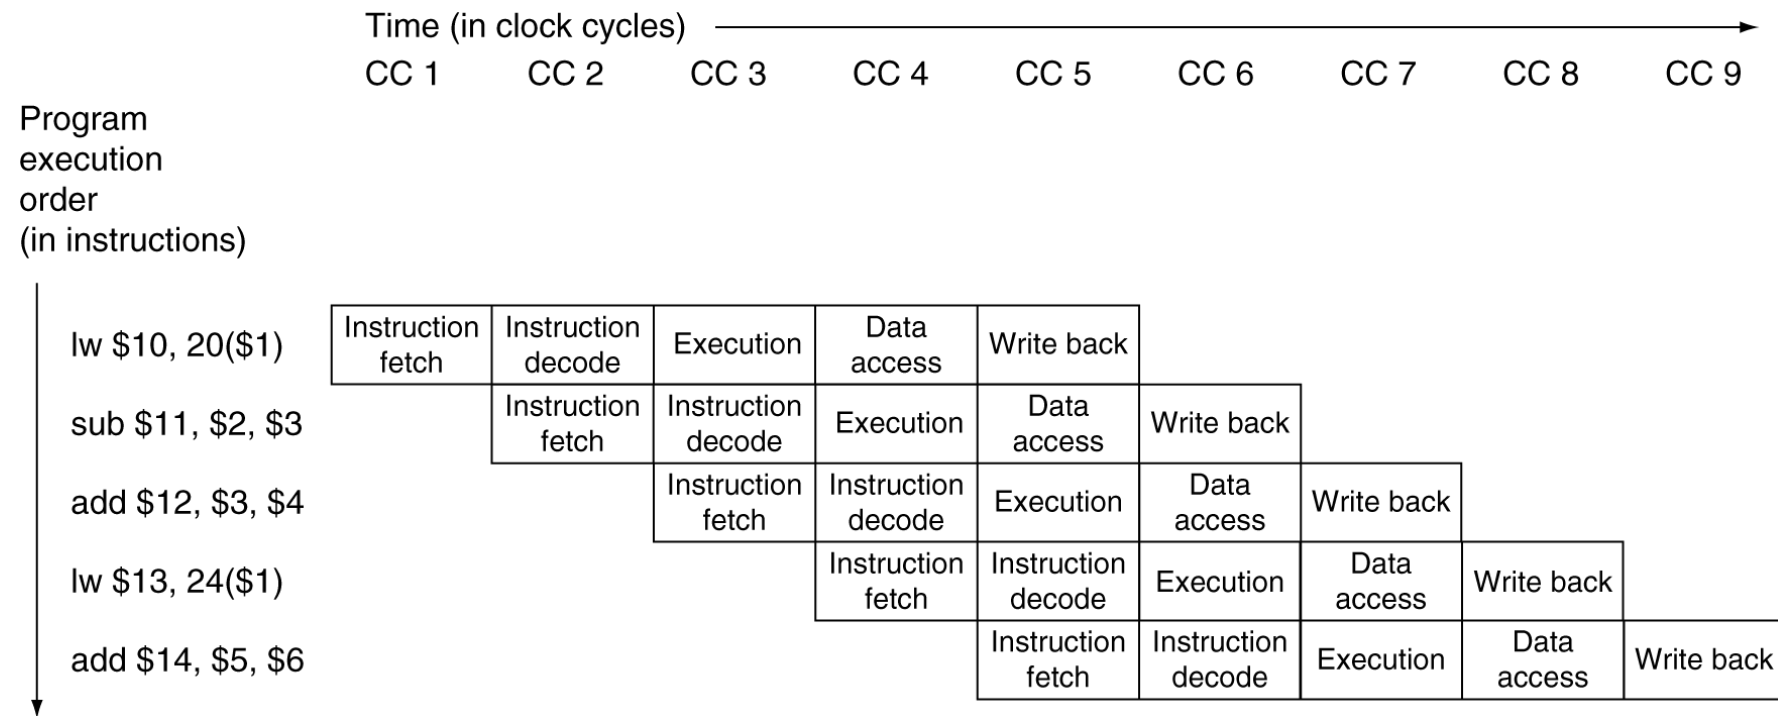 Time (in clock cycles)
CC 1 CC 2 CC 3 CC 4 CC 5 CC 6 CC 7 CC 8 CC 9
Program
execution
order
(in instructions)
lw $10, 20($1)
Instruction
fetch
Instruction
decode
Execution
Data
access
Write back
sub $11, $2, $3
Instruction
fetch
Instruction
decode
Execution
Data
access
Write back
add $12, $3, $4
Instruction
fetch
Instruction
decode
Execution
Data
access
Write back
lw $13, 24($1)
Instruction
fetch
Instruction
decode
Execution
Data
access
Write back
add $14, $5, $6
Instruction
fetch
Instruction
decode
Execution
Data
access
Write back